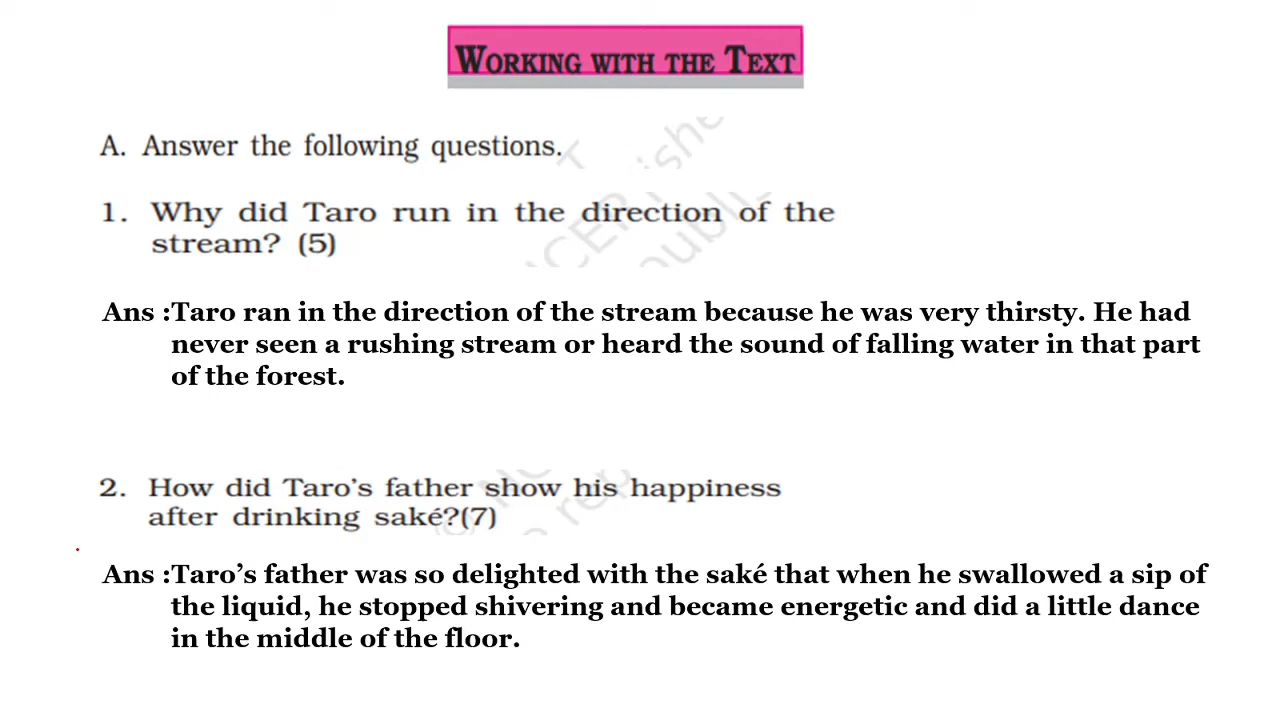 WORKING WITH THE TEXT
A. Answer the following questions.
1. Why did Taro run in the direction of the
stream? (5)
Ans :Taro ran in the direction of the stream because he was very thirsty. He had
never seen a rushing stream or heard the sound of falling water in that part
of the forest.
2. How did Taro's father show his happiness
after drinking saké?(7)
Ans :Taro’s father was so delighted with the saké that when he swallowed a sip of
the liquid, he stopped shivering and became energetic and did a little dance
in the middle of the floor.